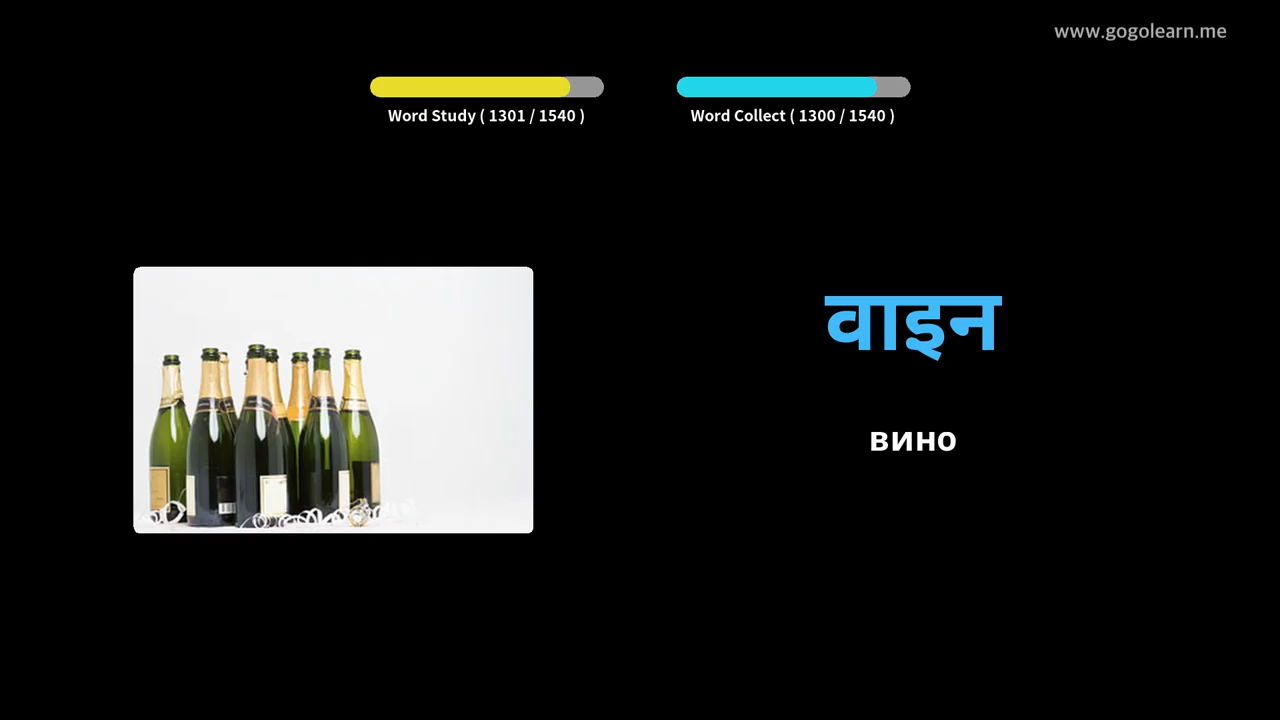 www.gogolearn.me
Word Study ( 1301 / 1540 )
Word Collect ( 1300 / 1540 )
वाइन
вино